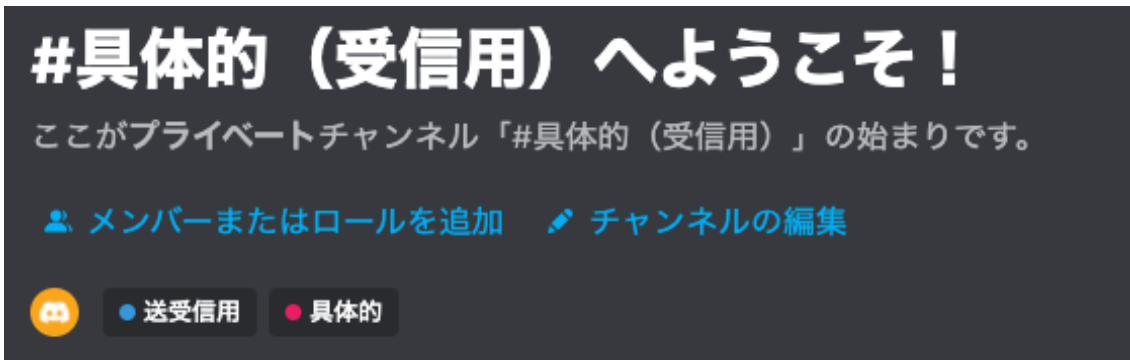 #具体的（受信用）へようこそ！
ここがプライベートチャンネル「#具体的（受信用）」の始まりです。
メンバーまたはロールを追加 チャンネルの編集
送受信用 具体的